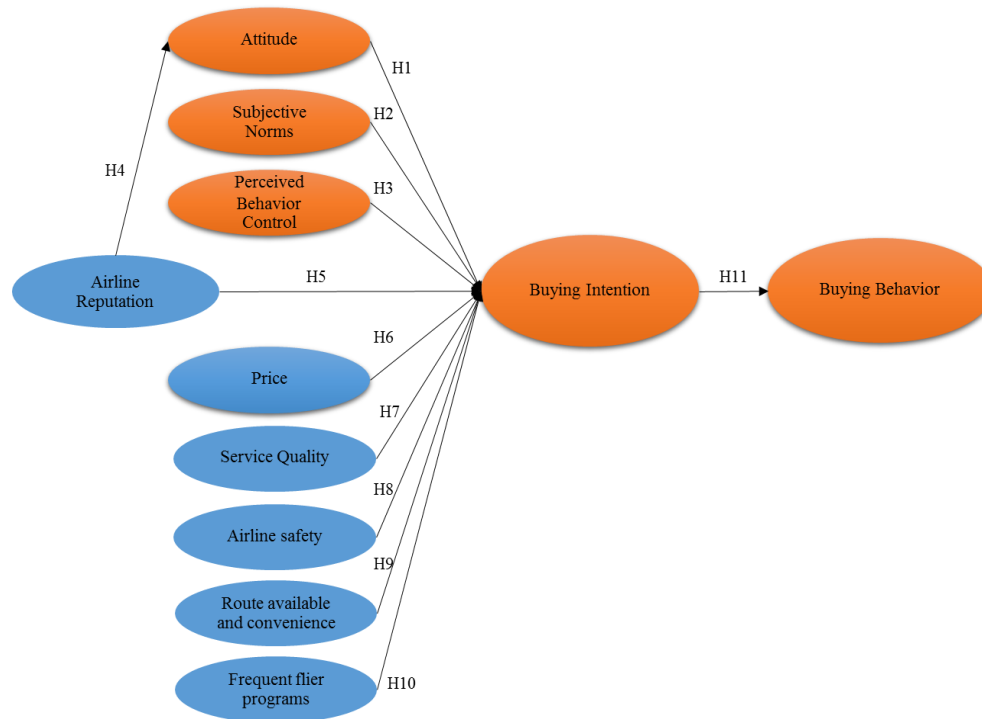 Attitude
H1
Subjective
Norms
H2
Perceived
Behavior
Control
H3
H4
Airline
Reputation
H5
Buying Intention
H11
Buying Behavior
H6
Price
H7
Service Quality
H8
Airline safety
H9
Route available
and convenience
Frequent flier
programs
H10